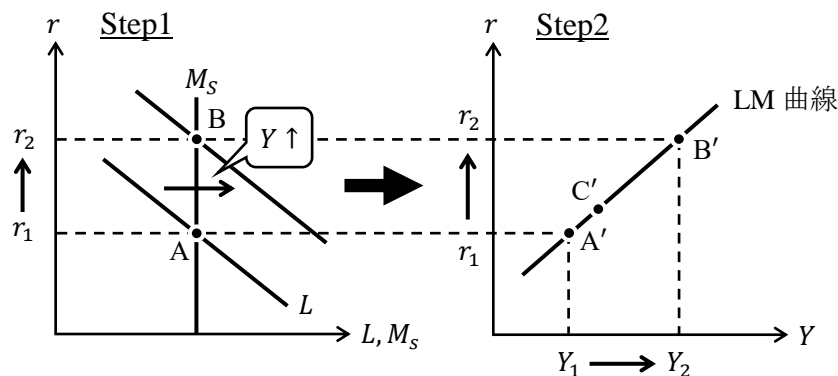 Step1
r
M_S
B
Y ↑
r_2
r_1
A
L
L, M_s
Step2
r
LM 曲線
r_2
B′
C′
r_1
A′
Y
Y_1
Y_2